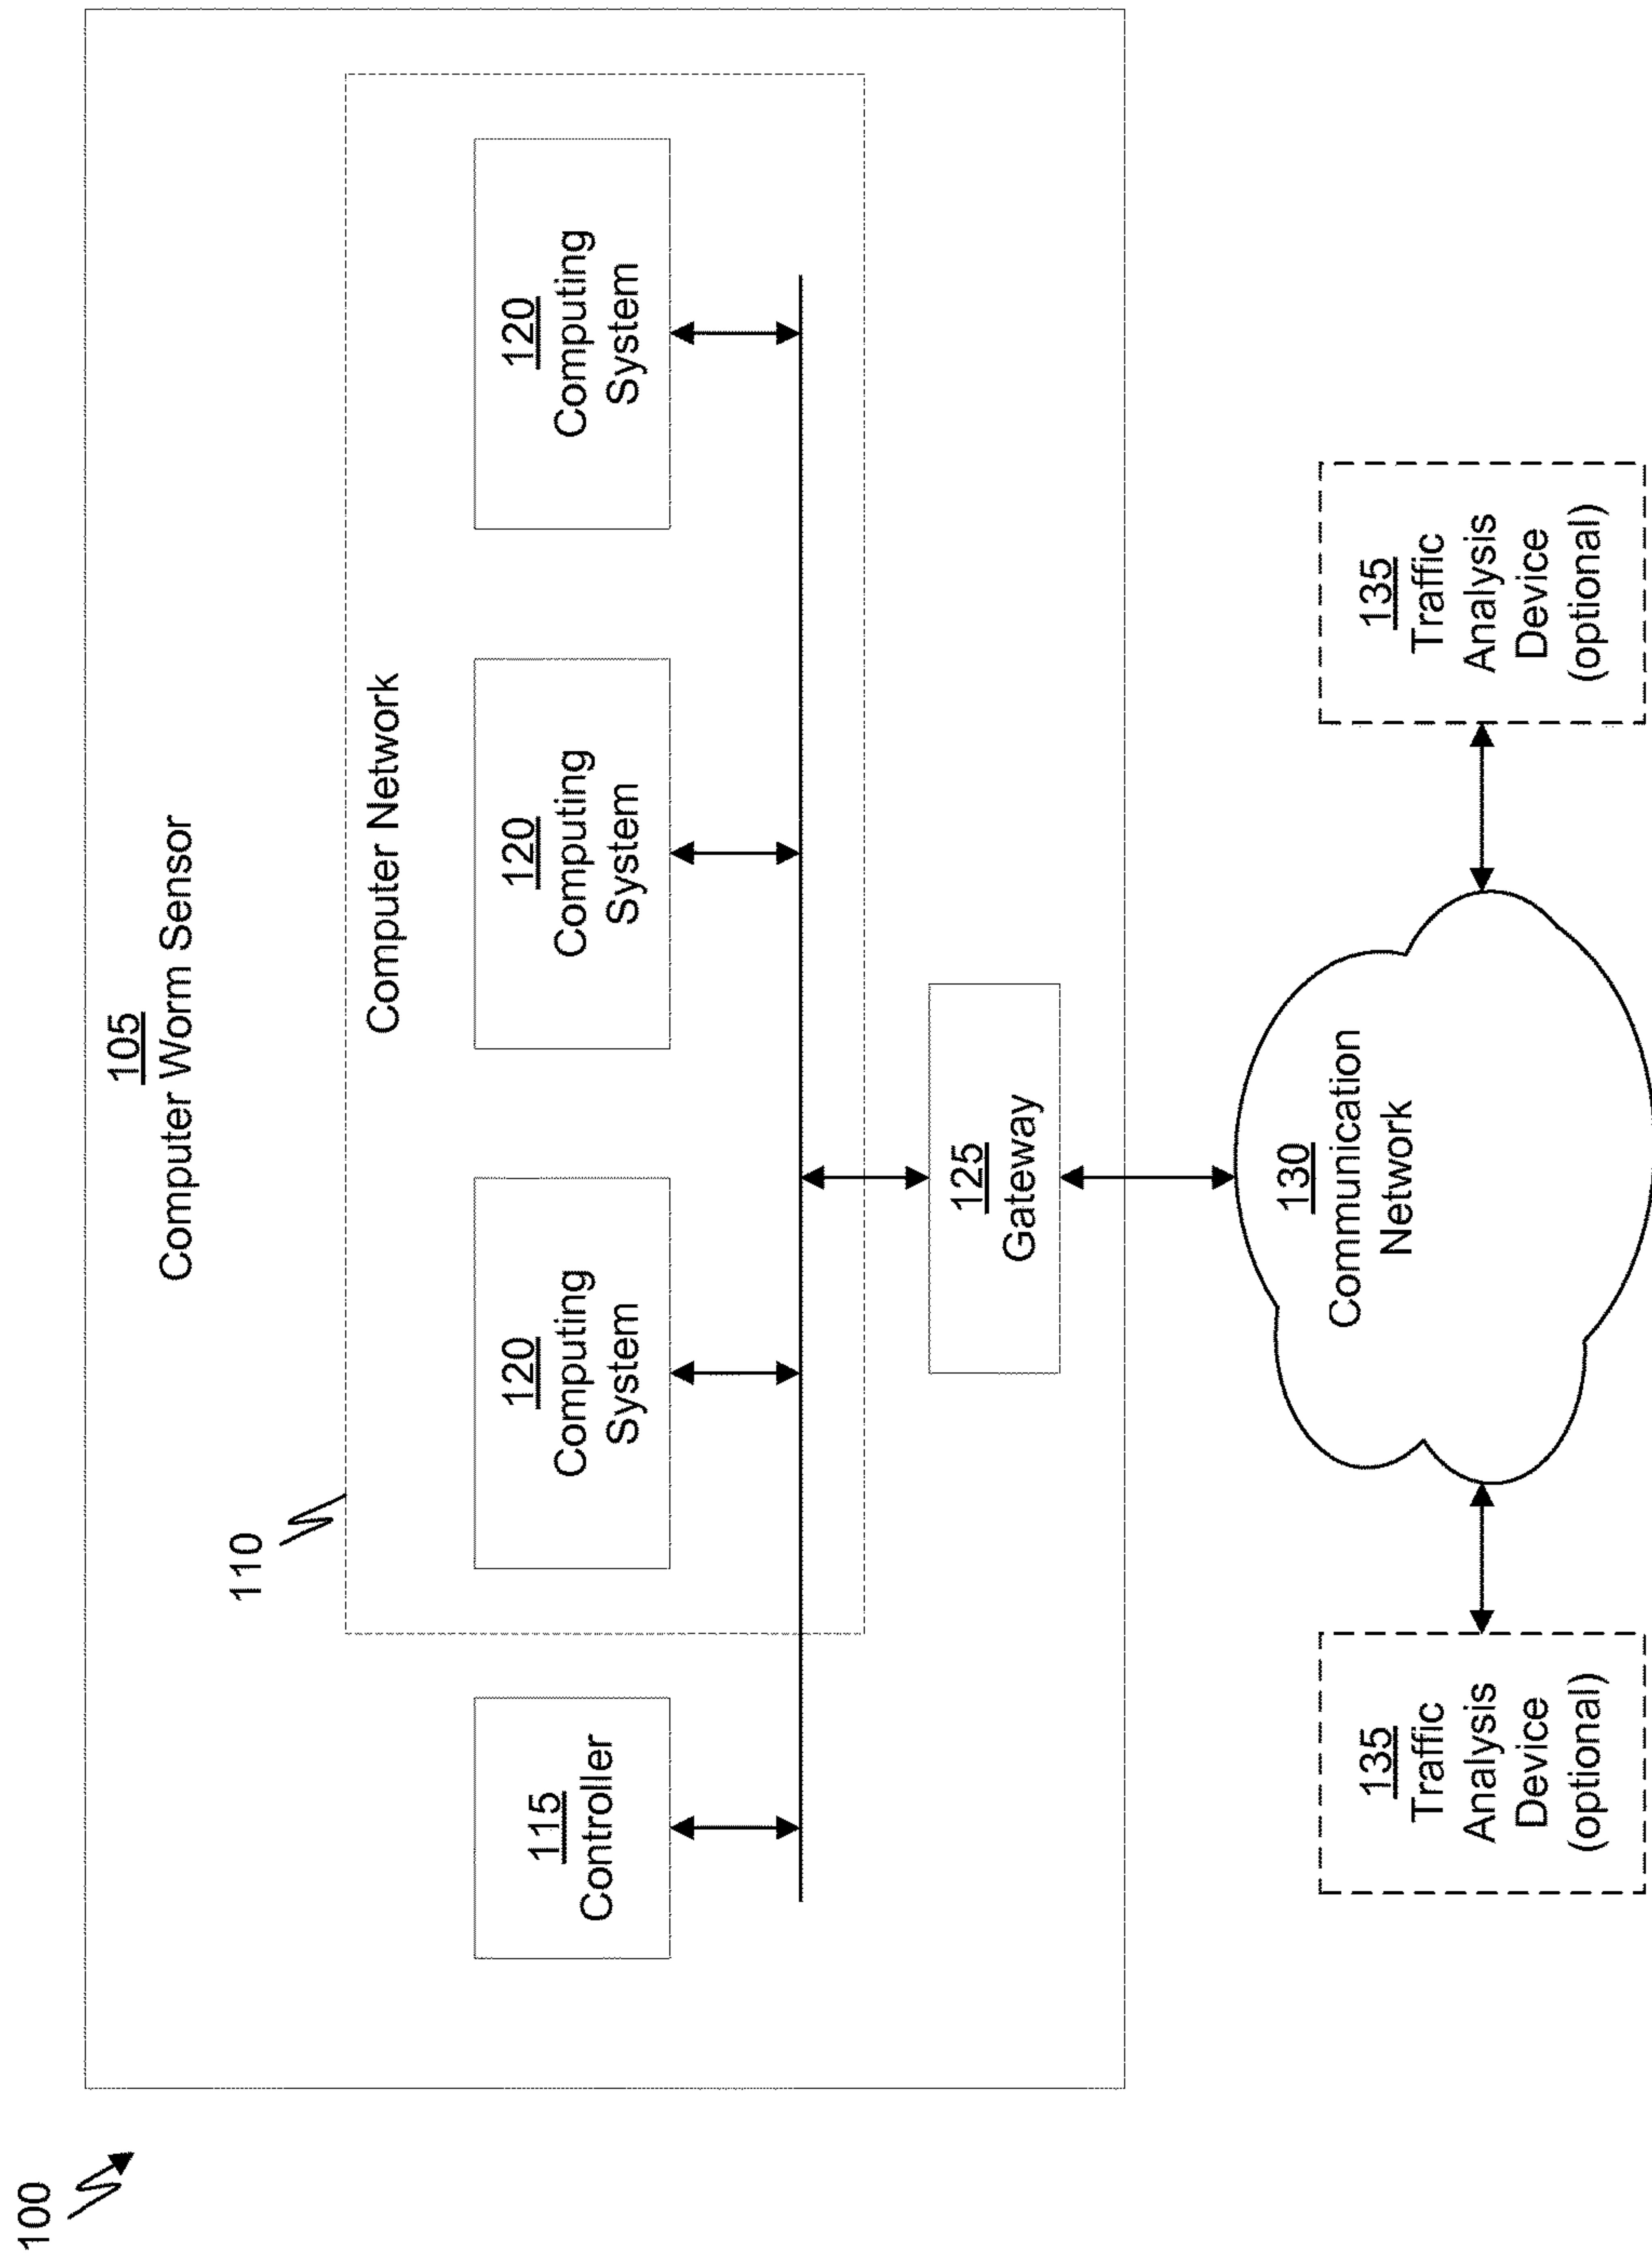 100
105
Computer Worm Sensor
110
Computer Network
115
Controller
120
Computing
System
120
Computing
System
120
Computing
System
125
Gateway
130
Communication
Network
135
Traffic
Analysis
Device
(optional)
135
Traffic
Analysis
Device
(optional)